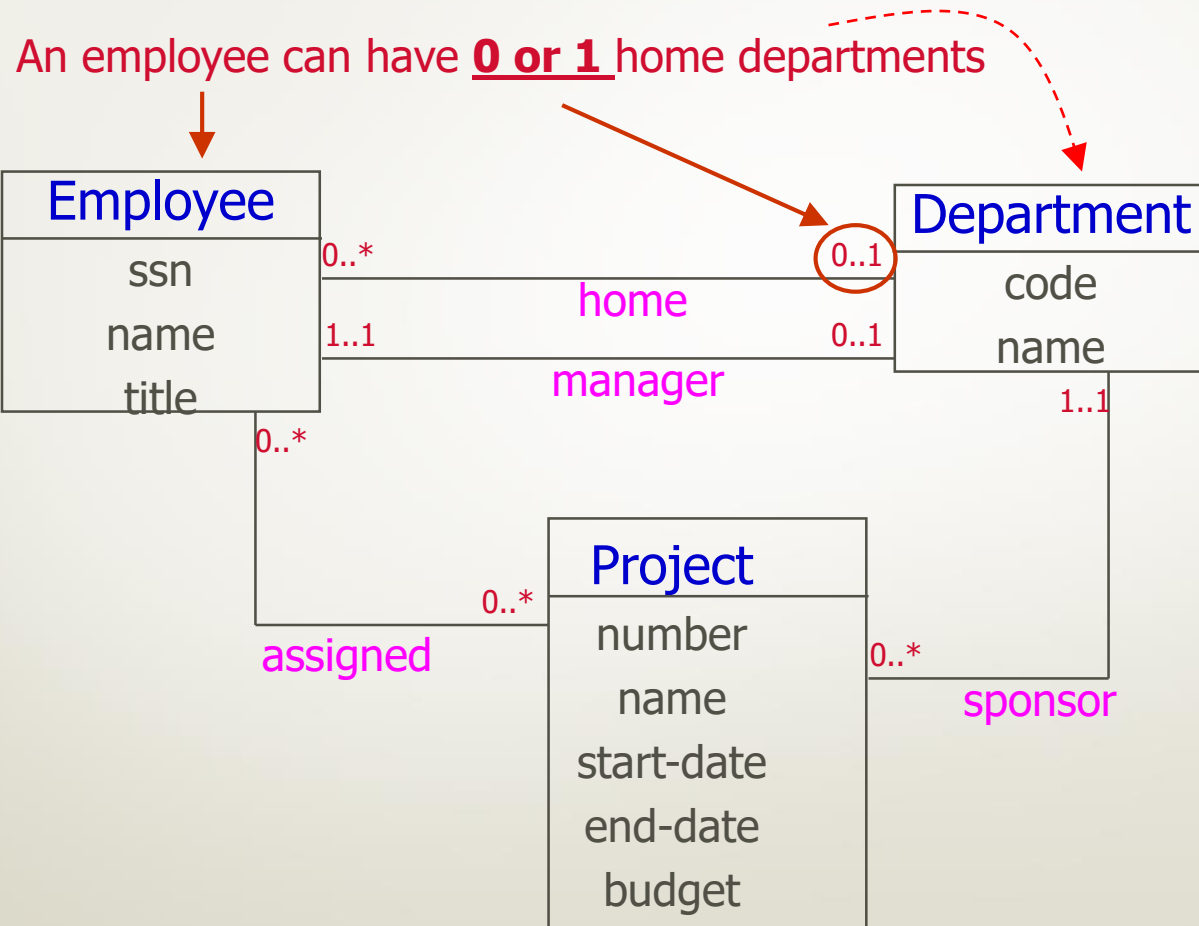 An employee can have 0 or 1 home departments
Employee
ssn
name
title
Department
code
name
0..*
0..1
home
1..1
0..1
manager
1..1
0..*
Project
number
name
start-date
end-date
budget
0..*
assigned
0..*
sponsor